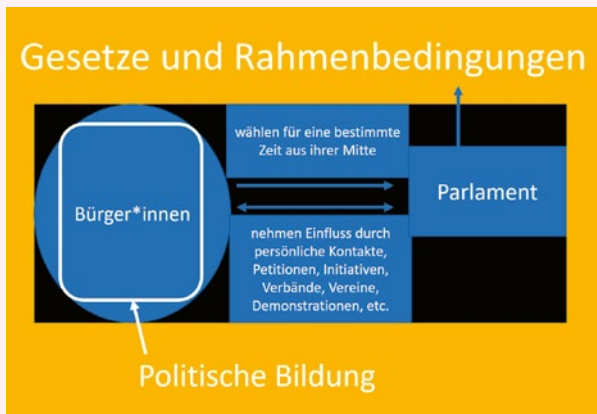 Gesetze und Rahmenbedingungen
wählen für eine bestimmte
Zeit aus ihrer Mitte
Bürger*innen
Parlament
nehmen Einfluss durch
persönliche Kontakte,
Petitionen, Initiativen,
Verbände, Vereine,
Demonstrationen, etc.
Politische Bildung